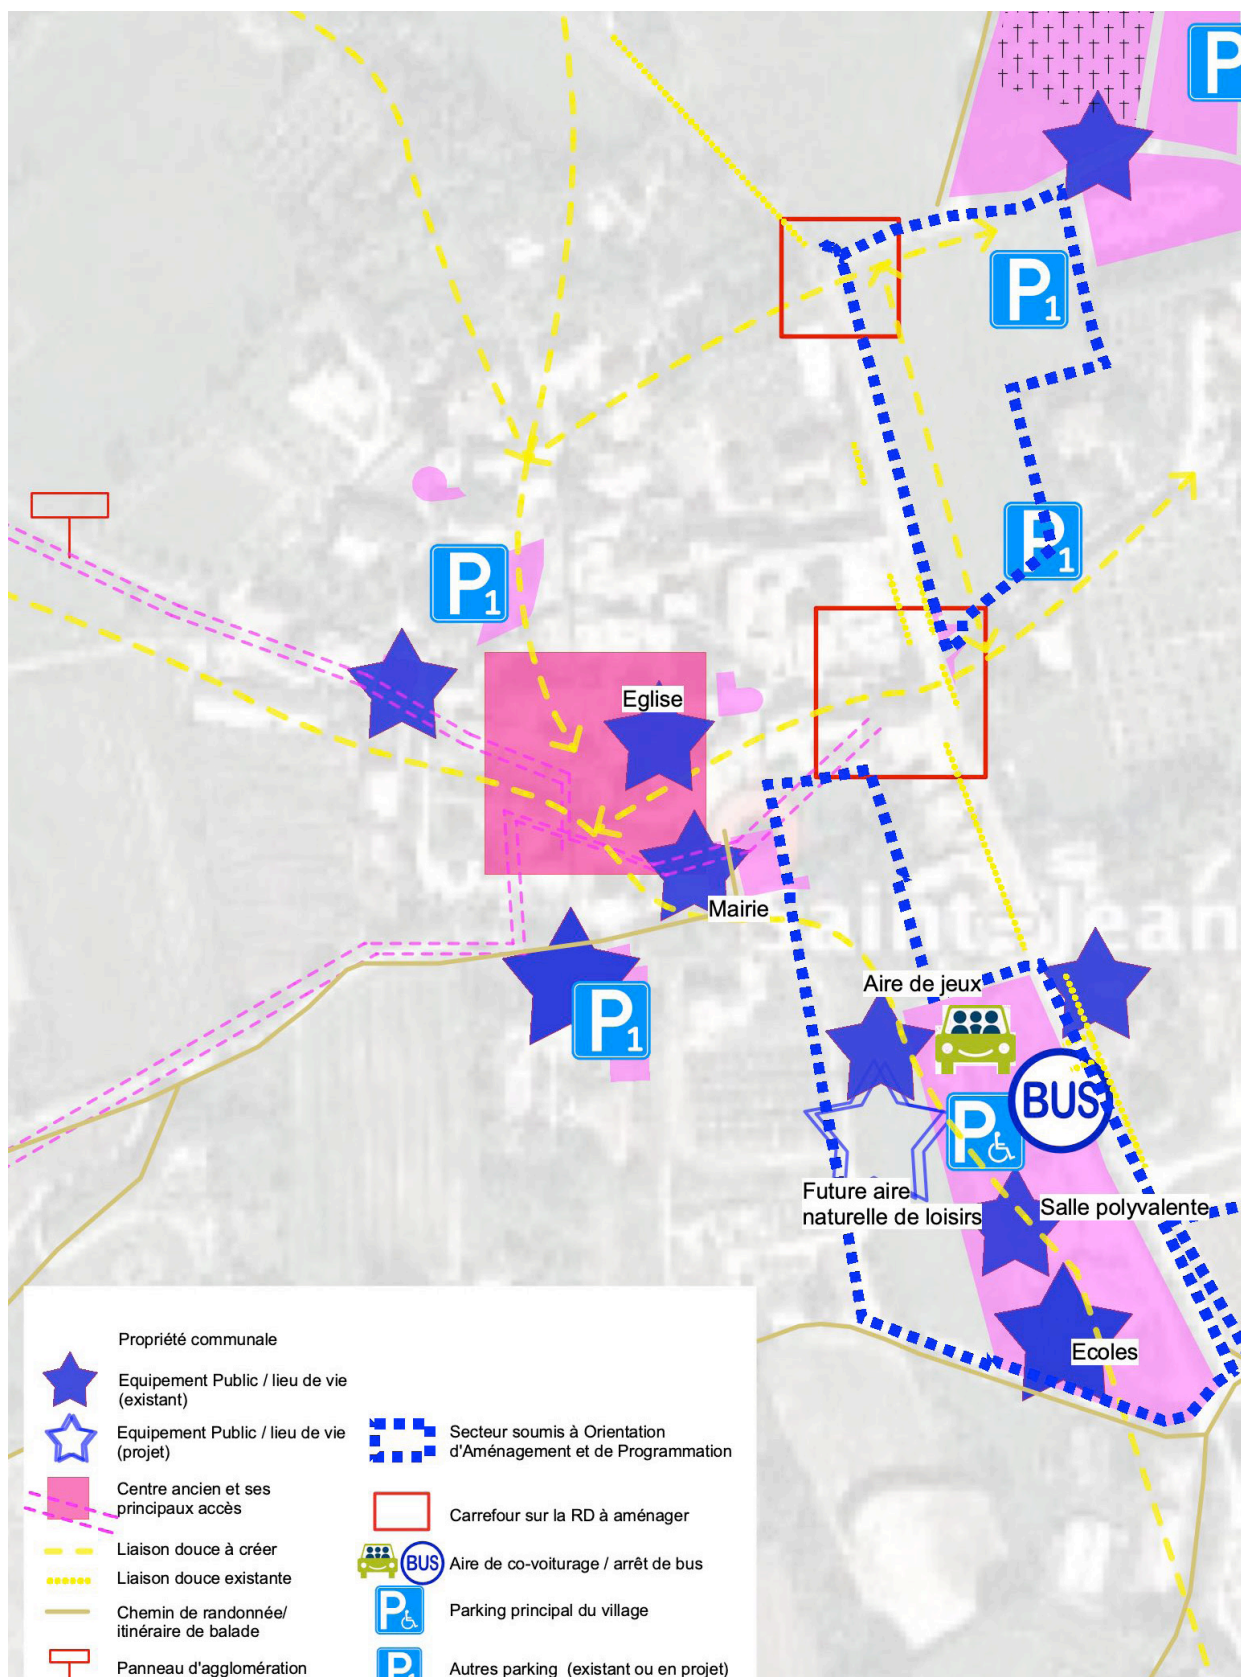 P
P1
P1
P1
Eglise
Mairie
Saint-Jean
Aire de jeux
P1
BUS
P
Future aire
naturelle de loisirs
Salle polyvalente
Ecoles
Propriété communale
Equipement Public / lieu de vie
(existant)
Equipement Public / lieu de vie
(projet)
Centre ancien et ses
principaux accès
Liaison douce à créer
Liaison douce existante
Chemin de randonnée/
itinéraire de balade
Panneau d'agglomération
Secteur soumis à Orientation
d'Aménagement et de Programmation
Carrefour sur la RD à aménager
BUS Aire de co-voiturage / arrêt de bus
P Parking principal du village
P1 Autres parking (existant ou en projet)